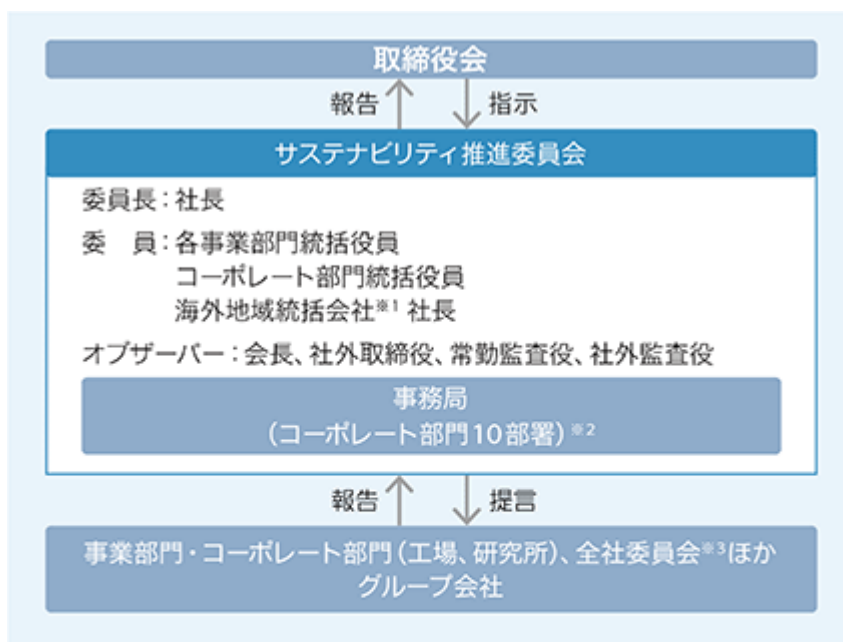 取締役会
報告 指示
サステナビリティ推進委員会
委員長：社長
委　員：各事業部門統括役員
コーポレート部門統括役員
海外地域統括会社※1 社長
オブザーバー：会長、社外取締役、常勤監査役、社外監査役
事務局
（コーポレート部門10部署）※2
報告 提言
事業部門・コーポレート部門（工場、研究所）、全社委員会※3ほか
グループ会社